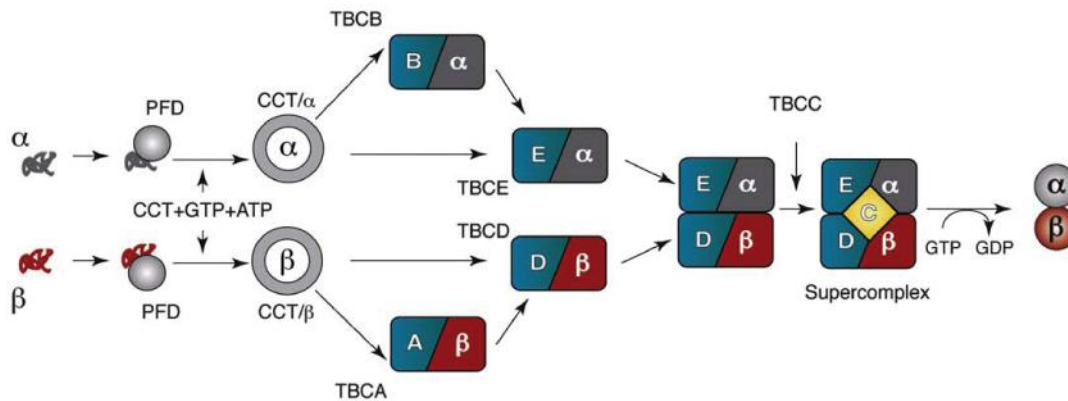 TBCB
B α
PFD
CCT/α
TBCC
α
α
E α
TBCE
E α
D β
E α
C
D β
α
β
CCT+GTP+ATP
TBCD
GTP GDP
β
β
D β
Supercomplex
PFD
CCT/β
A β
TBCA